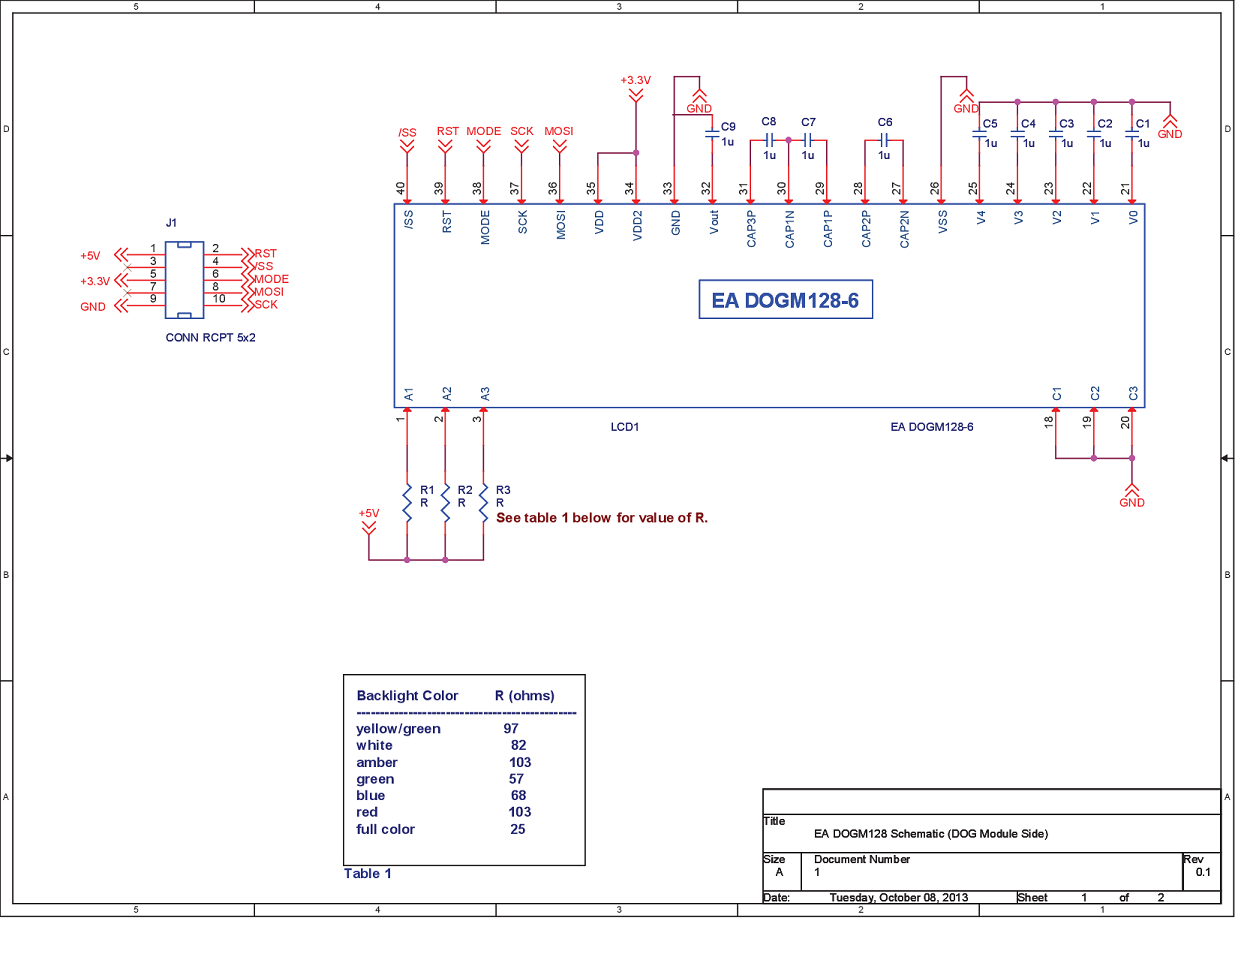 5 4 3 2 1
D D
C C
B B
A A
+3.3V
GND
GND
GND
/SS RST MODE SCK MOSI
C9
1u
C8
1u
C7
1u
C6
1u
C5
1u
C4
1u
C3
1u
C2
1u
C1
1u
40 39 38 37 36 35 34 33 32 31 30 29 28 27 26 25 24 23 22 21
/SS RST MODE SCK MOSI VDD VDD2 GND Vout CAP3P CAP1N CAP1P CAP2P CAP2N VSS V4 V3 V2 V1 V0
J1
+5V 1 2 RST
3 4 /SS
+3.3V 5 6 MODE
7 8 MOSI
GND 9 10 SCK
CONN RCPT 5x2
EA DOGM128-6
A1 A2 A3 C1 C2 C3
1 2 3 18 19 20
LCD1
EA DOGM128-6
R1
R
R2
R
R3
R
+5V
GND
See table 1 below for value of R.
Backlight Color R (ohms)
------------------------------------------------
yellow/green 97
white 82
amber 103
green 57
blue 68
red 103
full color 25
Table 1
Title
EA DOGM128 Schematic (DOG Module Side)
Size Document Number Rev
A 1 0.1
Date: Tuesday, October 08, 2013 Sheet 1 of 2
5 4 3 2 1